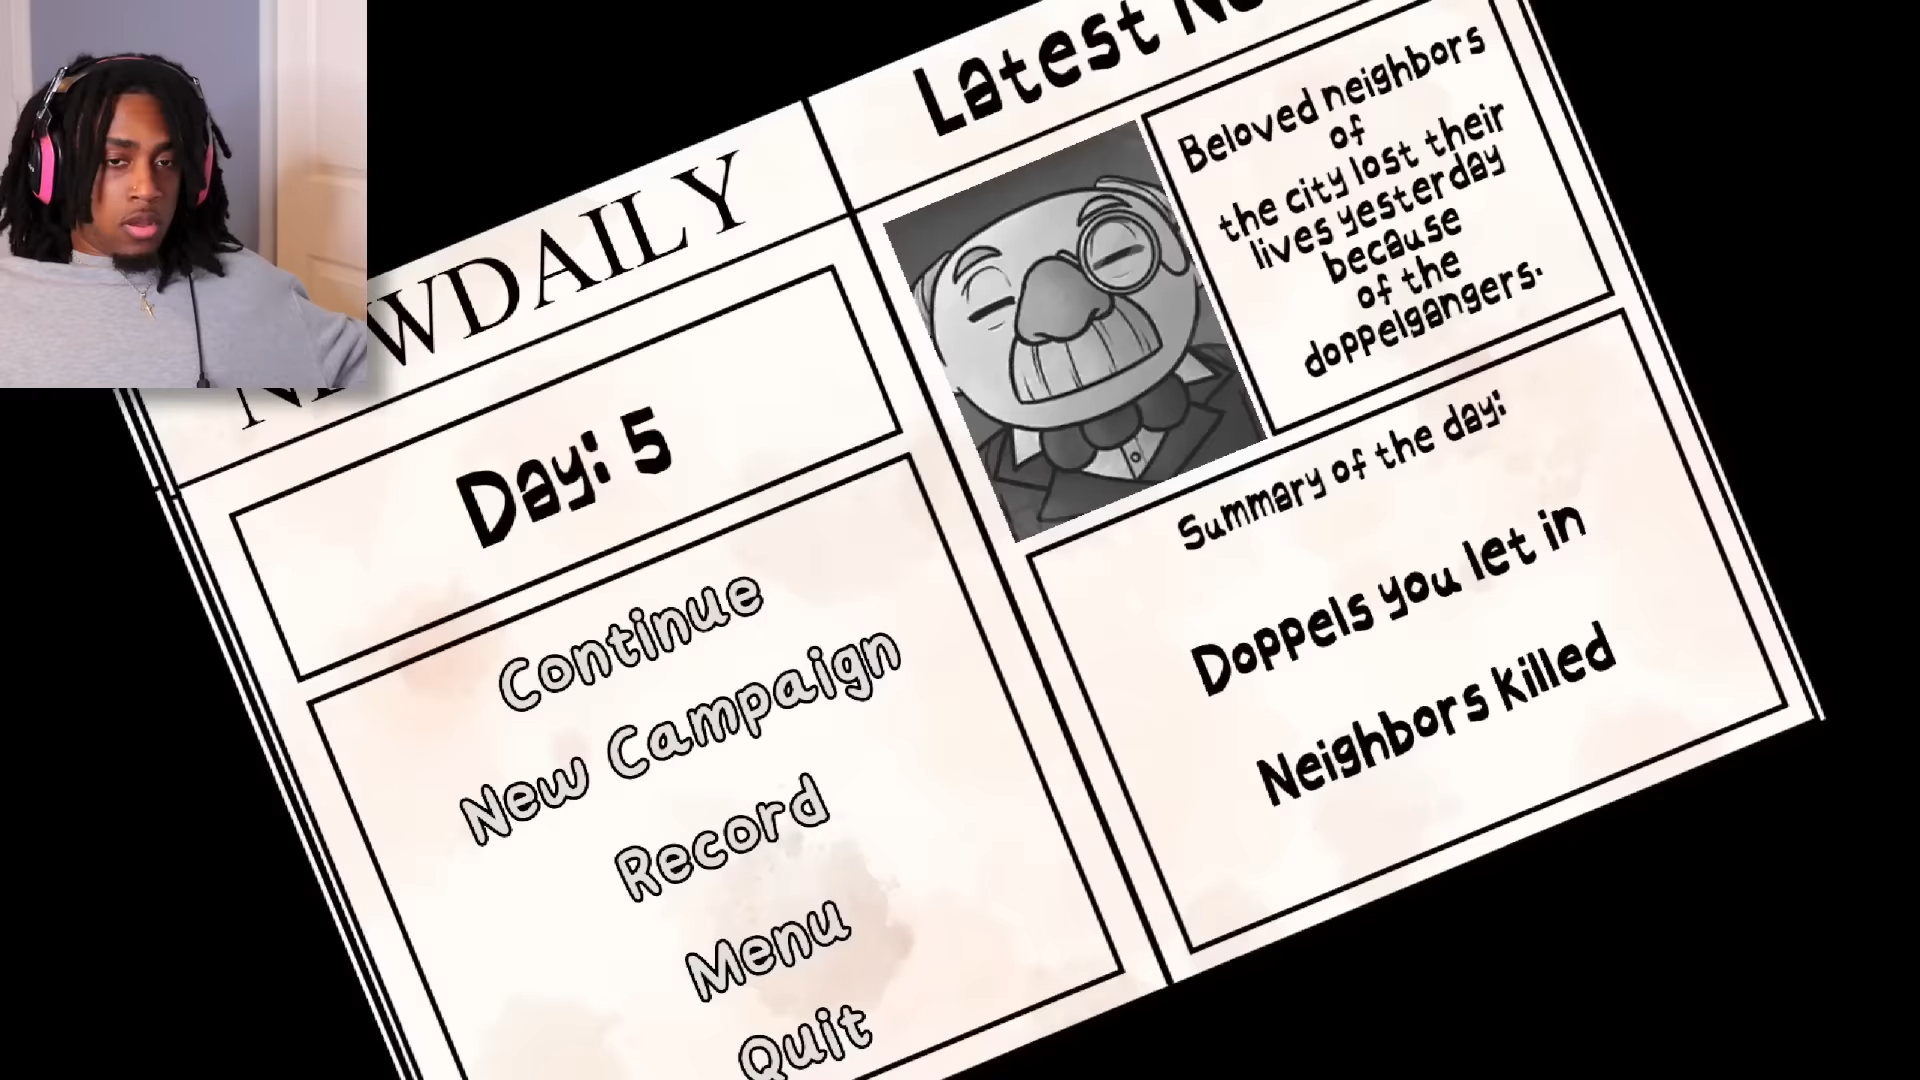 WDAILY
Day: 5
Continue
New Campaign
Record
Menu
Quit
Latest
Beloved neighbors
of
the city lost their
lives yesterday
because
of the
doppelgangers.
Summary of the day:
Doppels you let in
Neighbors killed